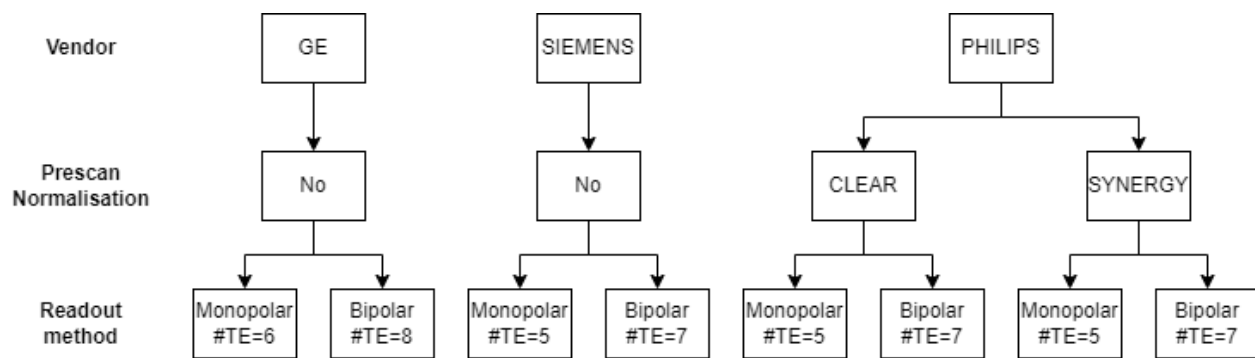 Vendor
GE
SIEMENS
PHILIPS
Prescan
Normalisation
No
No
CLEAR
SYNERGY
Readout
method
Monopolar
#TE=6
Bipolar
#TE=8
Monopolar
#TE=5
Bipolar
#TE=7
Monopolar
#TE=5
Bipolar
#TE=7
Monopolar
#TE=5
Bipolar
#TE=7